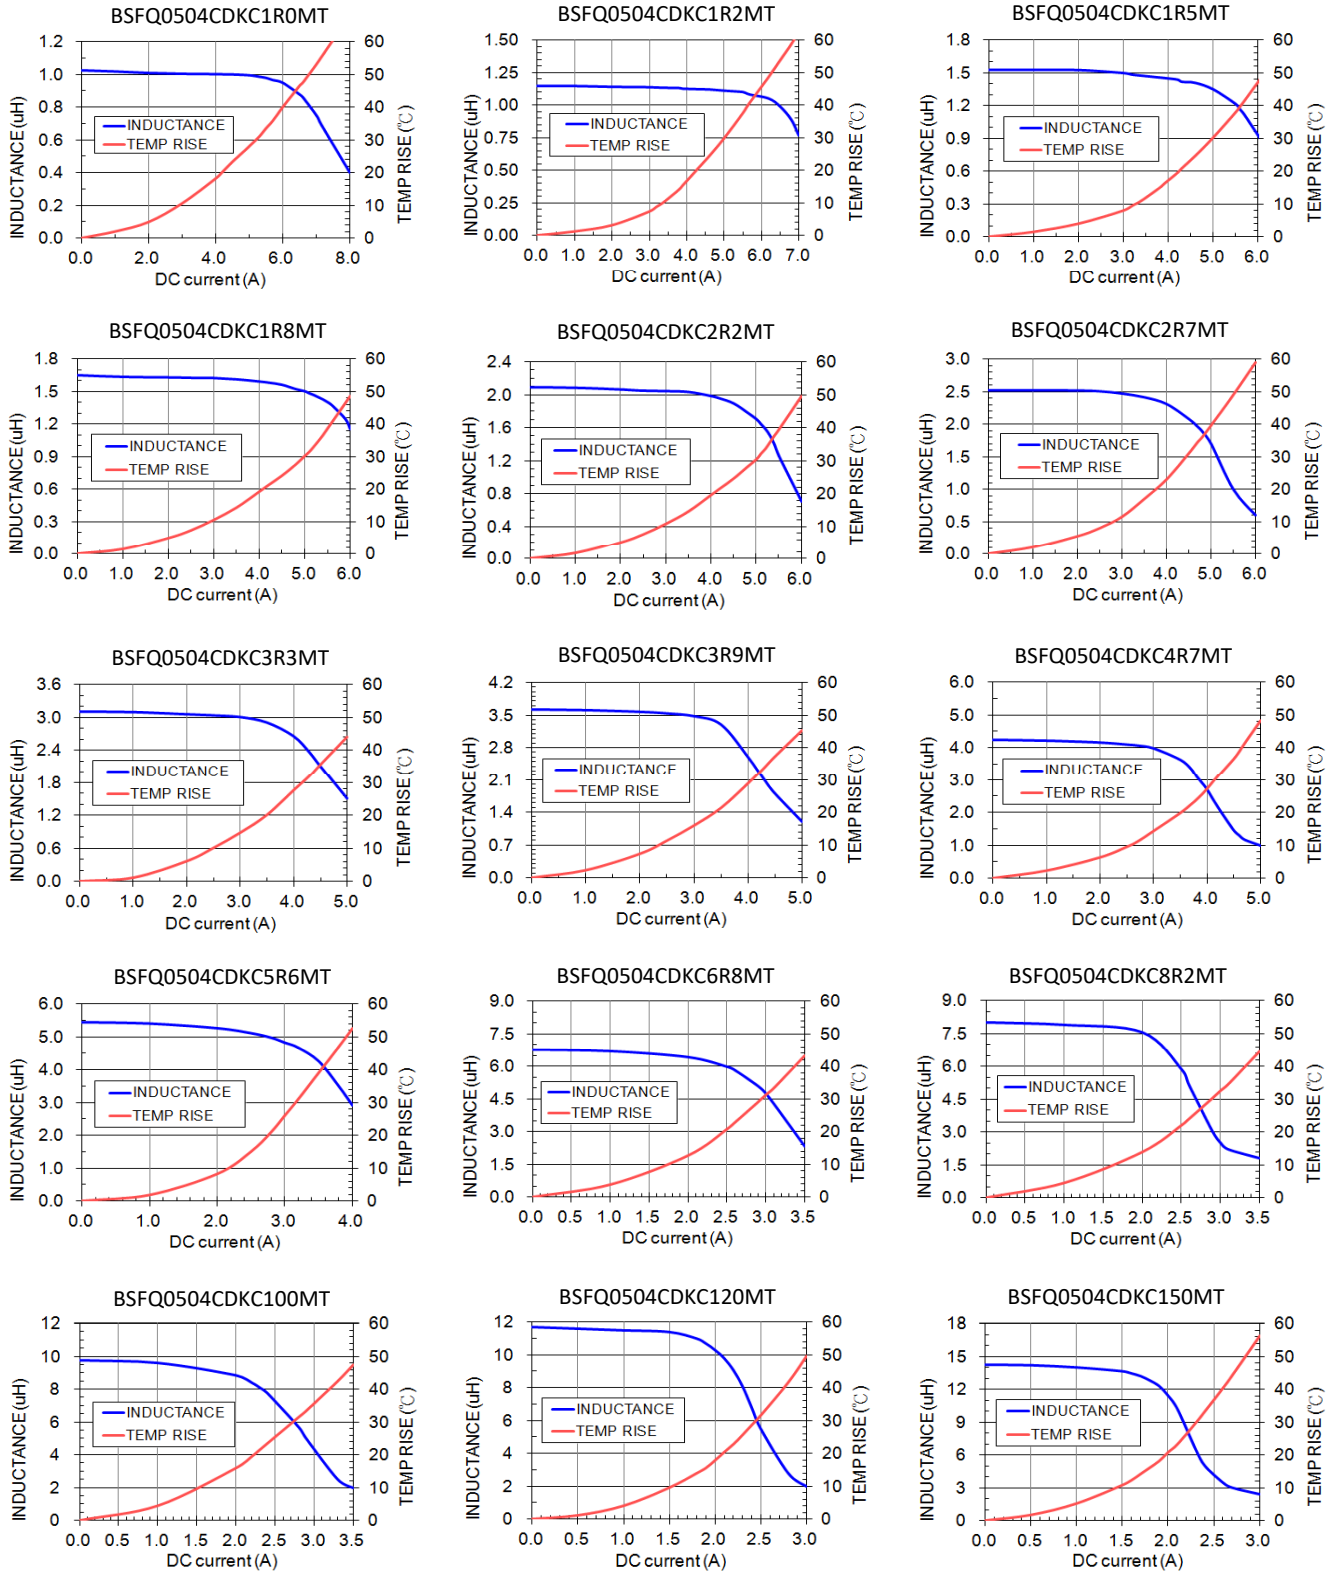 BSFQ0504CDKC1R0MT
BSFQ0504CDKC1R2MT
BSFQ0504CDKC1R5MT
INDUCTANCE (uH)
1.2
1.0
0.8
0.6
0.4
0.2
0.0
INDUCTANCE
TEMP RISE
60
50
40
30
20
10
0
TEMP RISE (℃)
0.0 2.0 4.0 6.0 8.0
DC current (A)
INDUCTANCE (uH)
1.50
1.25
1.00
0.75
0.50
0.25
0.00
INDUCTANCE
TEMP RISE
60
50
40
30
20
10
0
TEMP RISE (℃)
0.0 1.0 2.0 3.0 4.0 5.0 6.0 7.0
DC current (A)
INDUCTANCE (uH)
1.8
1.5
1.2
0.9
0.6
0.3
0.0
INDUCTANCE
TEMP RISE
60
50
40
30
20
10
0
TEMP RISE (℃)
0.0 1.0 2.0 3.0 4.0 5.0 6.0
DC current (A)
BSFQ0504CDKC1R8MT
BSFQ0504CDKC2R2MT
BSFQ0504CDKC2R7MT
INDUCTANCE (uH)
1.8
1.5
1.2
0.9
0.6
0.3
0.0
INDUCTANCE
TEMP RISE
60
50
40
30
20
10
0
TEMP RISE (℃)
0.0 1.0 2.0 3.0 4.0 5.0 6.0
DC current (A)
INDUCTANCE (uH)
2.4
2.0
1.6
1.2
0.8
0.4
0.0
INDUCTANCE
TEMP RISE
60
50
40
30
20
10
0
TEMP RISE (℃)
0.0 1.0 2.0 3.0 4.0 5.0 6.0
DC current (A)
INDUCTANCE (uH)
3.0
2.5
2.0
1.5
1.0
0.5
0.0
INDUCTANCE
TEMP RISE
60
50
40
30
20
10
0
TEMP RISE (℃)
0.0 1.0 2.0 3.0 4.0 5.0 6.0
DC current (A)
BSFQ0504CDKC3R3MT
BSFQ0504CDKC3R9MT
BSFQ0504CDKC4R7MT
INDUCTANCE (uH)
3.6
3.0
2.4
1.8
1.2
0.6
0.0
INDUCTANCE
TEMP RISE
60
50
40
30
20
10
0
TEMP RISE (℃)
0.0 1.0 2.0 3.0 4.0 5.0
DC current (A)
INDUCTANCE (uH)
4.2
3.5
2.8
2.1
1.4
0.7
0.0
INDUCTANCE
TEMP RISE
60
50
40
30
20
10
0
TEMP RISE (℃)
0.0 1.0 2.0 3.0 4.0 5.0
DC current (A)
INDUCTANCE (uH)
6.0
5.0
4.0
3.0
2.0
1.0
0.0
INDUCTANCE
TEMP RISE
60
50
40
30
20
10
0
TEMP RISE (℃)
0.0 1.0 2.0 3.0 4.0 5.0
DC current (A)
BSFQ0504CDKC5R6MT
BSFQ0504CDKC6R8MT
BSFQ0504CDKC8R2MT
INDUCTANCE (uH)
6.0
5.0
4.0
3.0
2.0
1.0
0.0
INDUCTANCE
TEMP RISE
60
50
40
30
20
10
0
TEMP RISE (℃)
0.0 1.0 2.0 3.0 4.0
DC current (A)
INDUCTANCE (uH)
9.0
7.5
6.0
4.5
3.0
1.5
0.0
INDUCTANCE
TEMP RISE
60
50
40
30
20
10
0
TEMP RISE (℃)
0.0 0.5 1.0 1.5 2.0 2.5 3.0 3.5
DC current (A)
INDUCTANCE (uH)
9.0
7.5
6.0
4.5
3.0
1.5
0.0
INDUCTANCE
TEMP RISE
60
50
40
30
20
10
0
TEMP RISE (℃)
0.0 0.5 1.0 1.5 2.0 2.5 3.0 3.5
DC current (A)
BSFQ0504CDKC100MT
BSFQ0504CDKC120MT
BSFQ0504CDKC150MT
INDUCTANCE (uH)
12
10
8
6
4
2
0
INDUCTANCE
TEMP RISE
60
50
40
30
20
10
0
TEMP RISE (℃)
0.0 0.5 1.0 1.5 2.0 2.5 3.0 3.5
DC current (A)
INDUCTANCE (uH)
12
10
8
6
4
2
0
INDUCTANCE
TEMP RISE
60
50
40
30
20
10
0
TEMP RISE (℃)
0.0 0.5 1.0 1.5 2.0 2.5 3.0
DC current (A)
INDUCTANCE (uH)
18
15
12
9
6
3
0
INDUCTANCE
TEMP RISE
60
50
40
30
20
10
0
TEMP RISE (℃)
0.0 0.5 1.0 1.5 2.0 2.5 3.0
DC current (A)